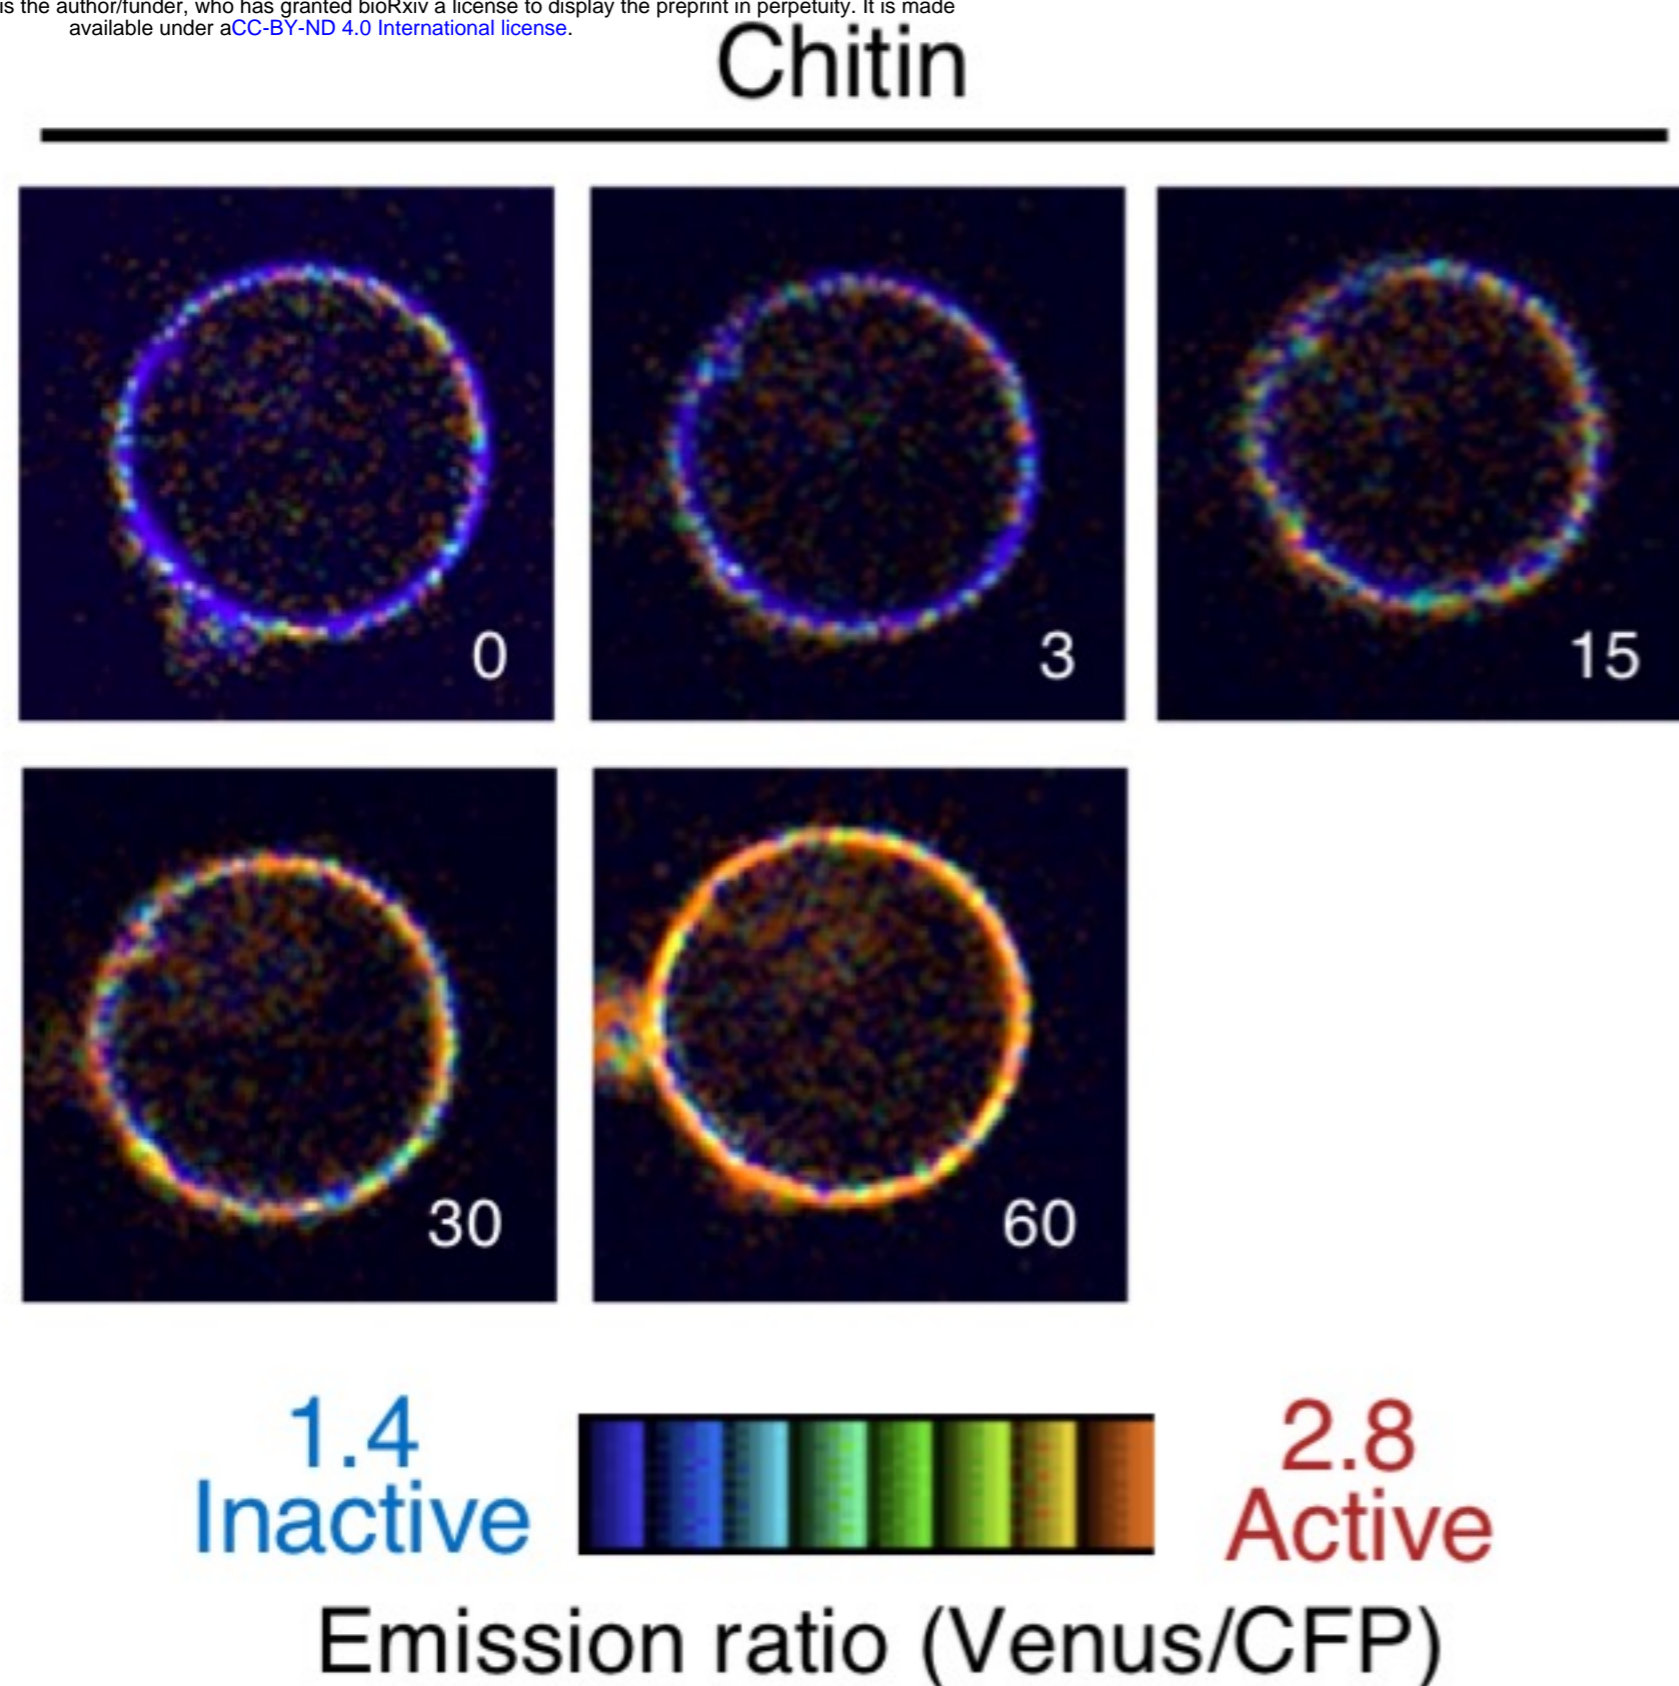 is the author/funder, who has granted bioRxiv a license to display the preprint in perpetuity. It is made
available under aCC-BY-ND 4.0 International license.
Chitin
0
3
15
30
60
1.4
Inactive
2.8
Active
Emission ratio (Venus/CFP)